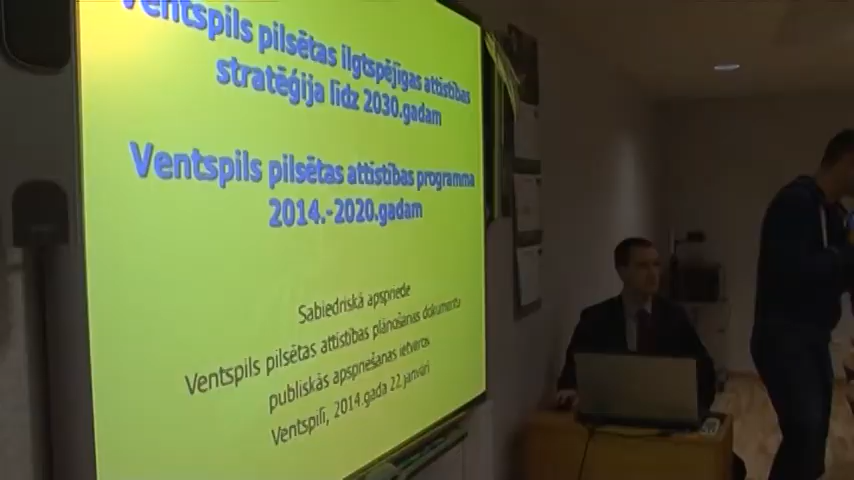 Ventspils pilsētas ilgtspējīgas attīstības
stratēģija līdz 2030.gadam
Ventspils pilsētas attīstības programma
2014.-2020.gadam
Sabiedriskā apspriede
Ventspils pilsētas attīstības plānošanas dokumentu
publiskās apspriešanas ietvaros
Ventspilī, 2014.gada 22.janvārī